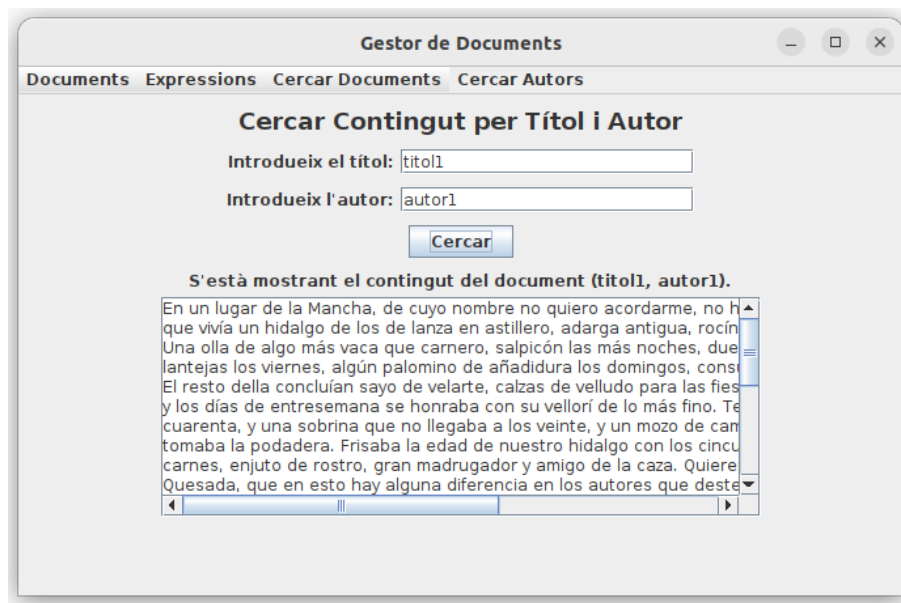 Gestor de Documents
Documents Expressions Cercar Documents Cercar Autors
Cercar Contingut per Títol i Autor
Introdueix el títol: titol1
Introdueix l'autor: autor1
Cercar
S'està mostrant el contingut del document (titol1, autor1).
En un lugar de la Mancha, de cuyo nombre no quiero acordarme, no h
que vivía un hidalgo de los de lanza en astillero, adarga antigua, rocín
Una olla de algo más vaca que carnero, salpicón las más noches, due
lantejas los viernes, algún palomino de añadidura los domingos, consu
El resto della concluían sayo de velarte, calzas de velludo para las fies
y los días de entresemana se honraba con su vellorí de lo más fino. Te
cuarenta, y una sobrina que no llegaba a los veinte, y un mozo de cam
tomaba la podadera. Frisaba la edad de nuestro hidalgo con los cincu
carnes, enjuto de rostro, gran madrugador y amigo de la caza. Quiere
Quesada, que en esto hay alguna diferencia en los autores que deste